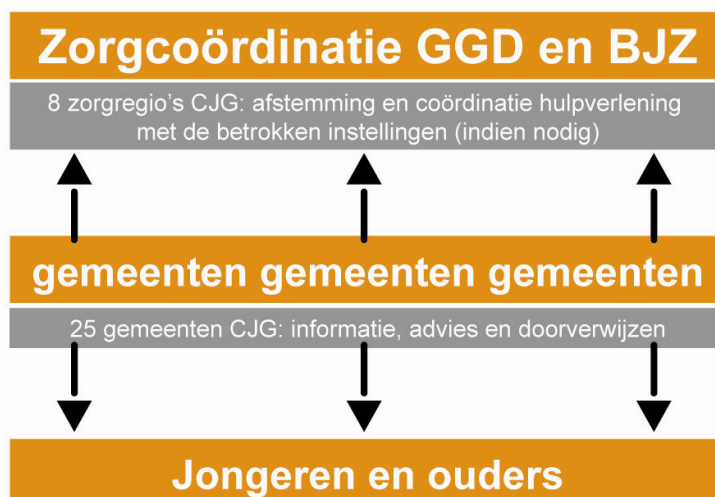 Zorgcoördinatie GGD en BJZ
8 zorgregio's CJG: afstemming en coördinatie hulpverlening
met de betrokken instellingen (indien nodig)
gemeenten gemeenten gemeenten
25 gemeenten CJG: informatie, advies en doorverwijzen
Jongeren en ouders